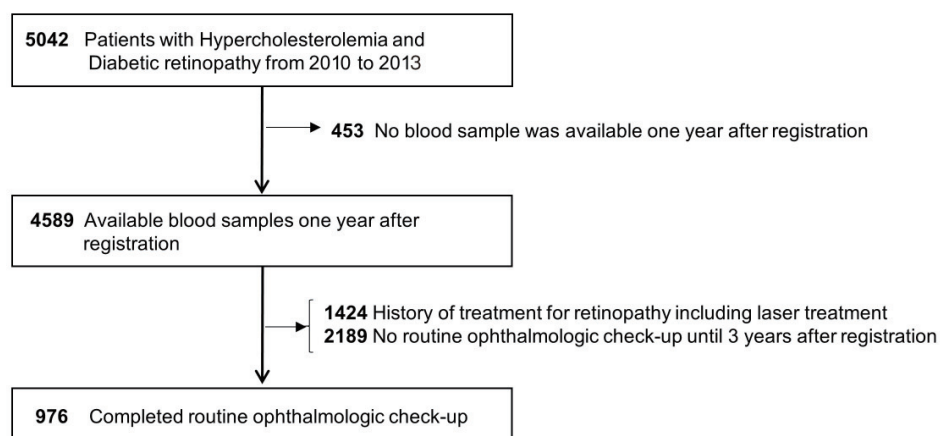 5042 Patients with Hypercholesterolemia and
Diabetic retinopathy from 2010 to 2013
453 No blood sample was available one year after registration
4589 Available blood samples one year after
registration
1424 History of treatment for retinopathy including laser treatment
2189 No routine ophthalmologic check-up until 3 years after registration
976 Completed routine ophthalmologic check-up